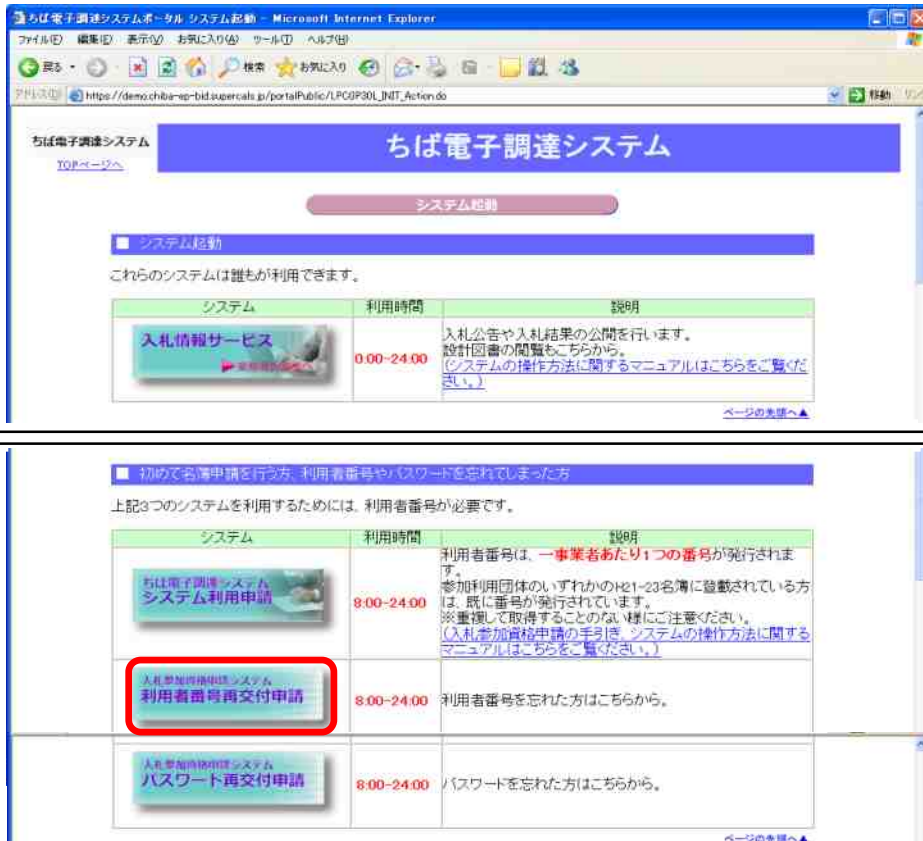 ちば電子調達システムポータル システム起動 - Microsoft Internet Explorer
ファイル(F) 編集(E) 表示(V) お気に入り(A) ツール(T) ヘルプ(H)
戻る 検索 お気に入り
アドレス(D) https://demo.chiba-ep-bid.supercals.jp/portalPublic/LPC0P30L_INIT_Action.do 移動
ちば電子調達システム
TOPページへ
ちば電子調達システム
システム起動
■ システム起動
これらのシステムは誰もが利用できます。
システム 利用時間 説明
入札情報サービス
0:00-24:00
入札公告や入札結果の公開を行います。
設計図書の閲覧もこちらから。
(システムの操作方法に関するマニュアルはこちらをご覧くだ
さい。)
ページの先頭へ▲
■ 初めて名簿申請を行う方、利用者番号やパスワードを忘れてしまった方
上記3つのシステムを利用するためには、利用者番号が必要です。
システム 利用時間 説明
ちば電子調達システム
システム利用申請
8:00-24:00
利用者番号は、一事業者あたり1つの番号が発行されま
す。
参加利用団体のいずれかのH21-23名簿に登載されている方
は、既に番号が発行されています。
※重複して取得することのない様にご注意ください。
(入札参加資格申請の手引き、システムの操作方法に関する
マニュアルはこちらをご覧ください。)
入札参加資格申請システム
利用者番号再交付申請
8:00-24:00
利用者番号を忘れた方はこちらから。
入札参加資格申請システム
パスワード再交付申請
8:00-24:00
パスワードを忘れた方はこちらから。
ページの先頭へ▲